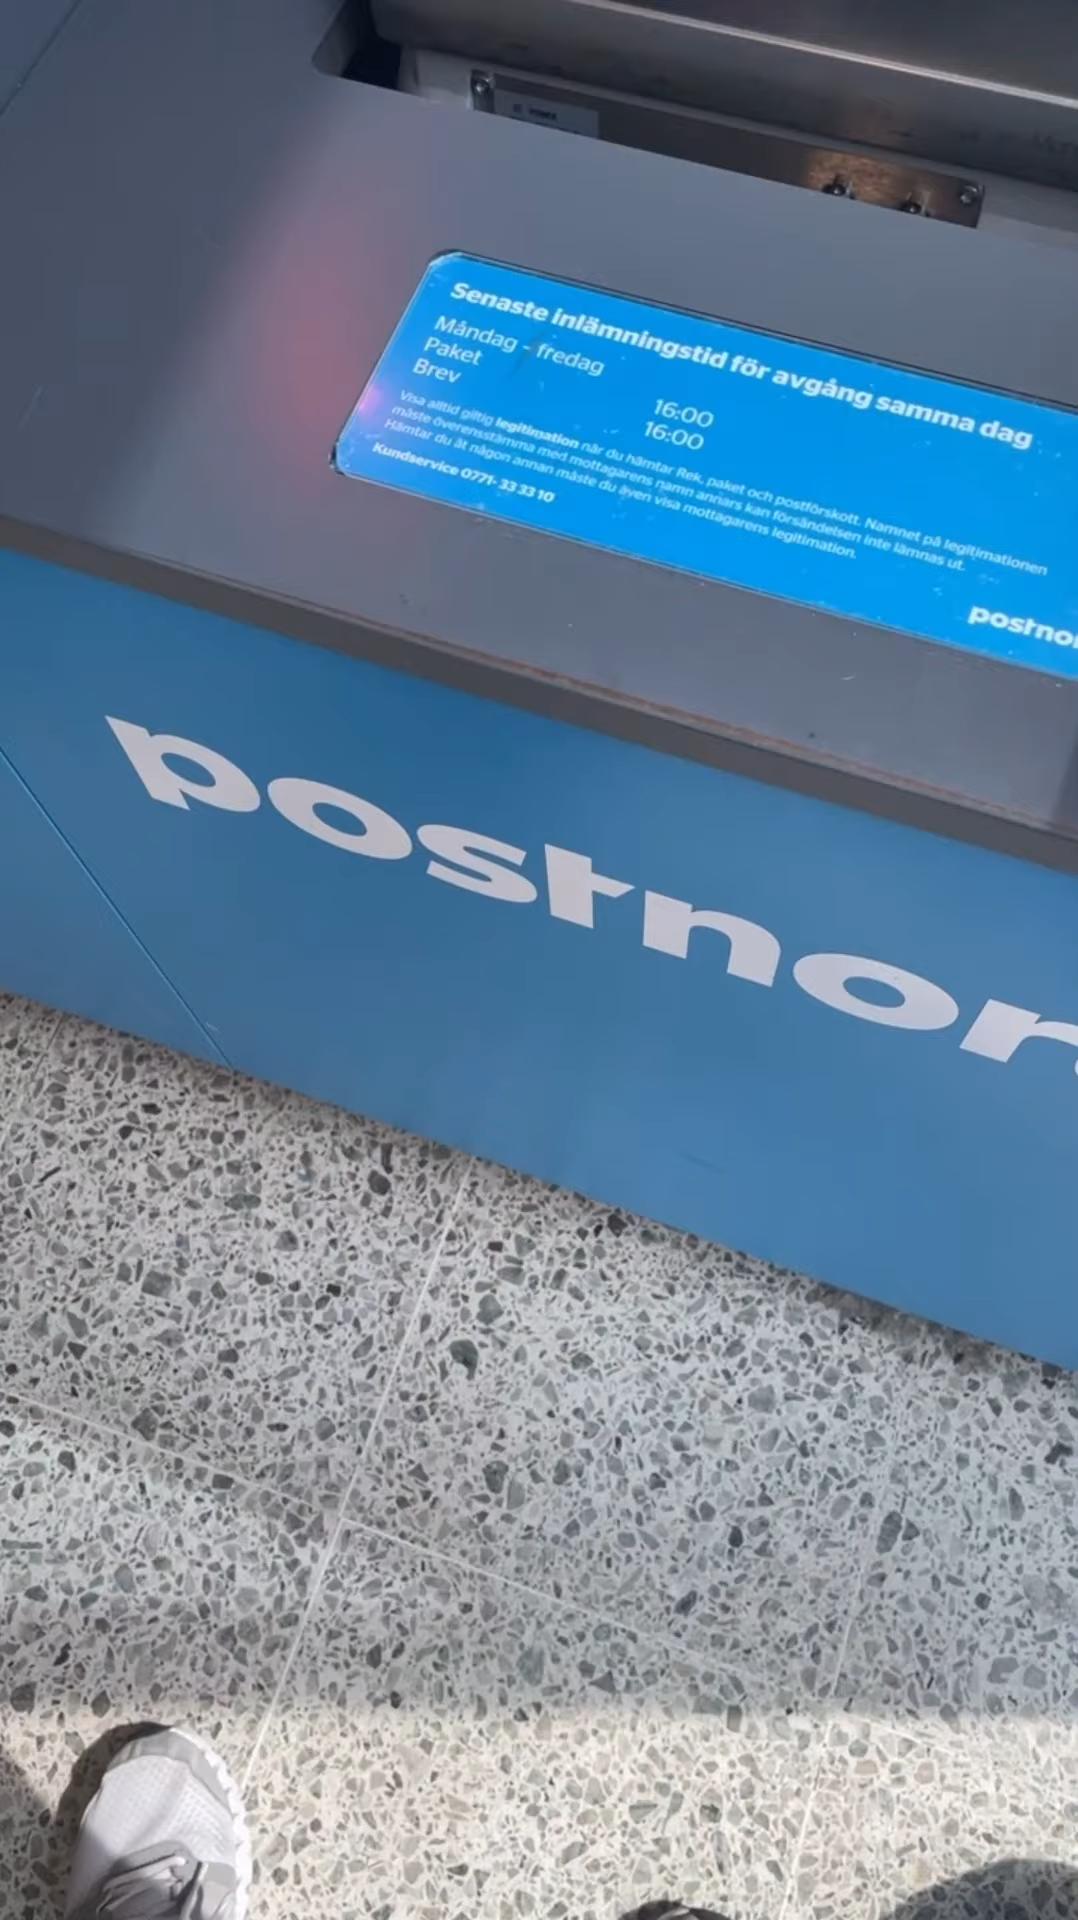 Senaste inlämningstid för avgång samma dag
Måndag - fredag
Paket 16:00
Brev 16:00
Visa alltid giltig legitimation när du hämtar Rek, paket och postförskott. Namnet på legitimationen
måste överensstämma med mottagarens namn annars kan försändelsen inte lämnas ut.
Hämtar du åt någon annan måste du även visa mottagarens legitimation.
Kundservice 0771- 33 33 10
postno
postnor